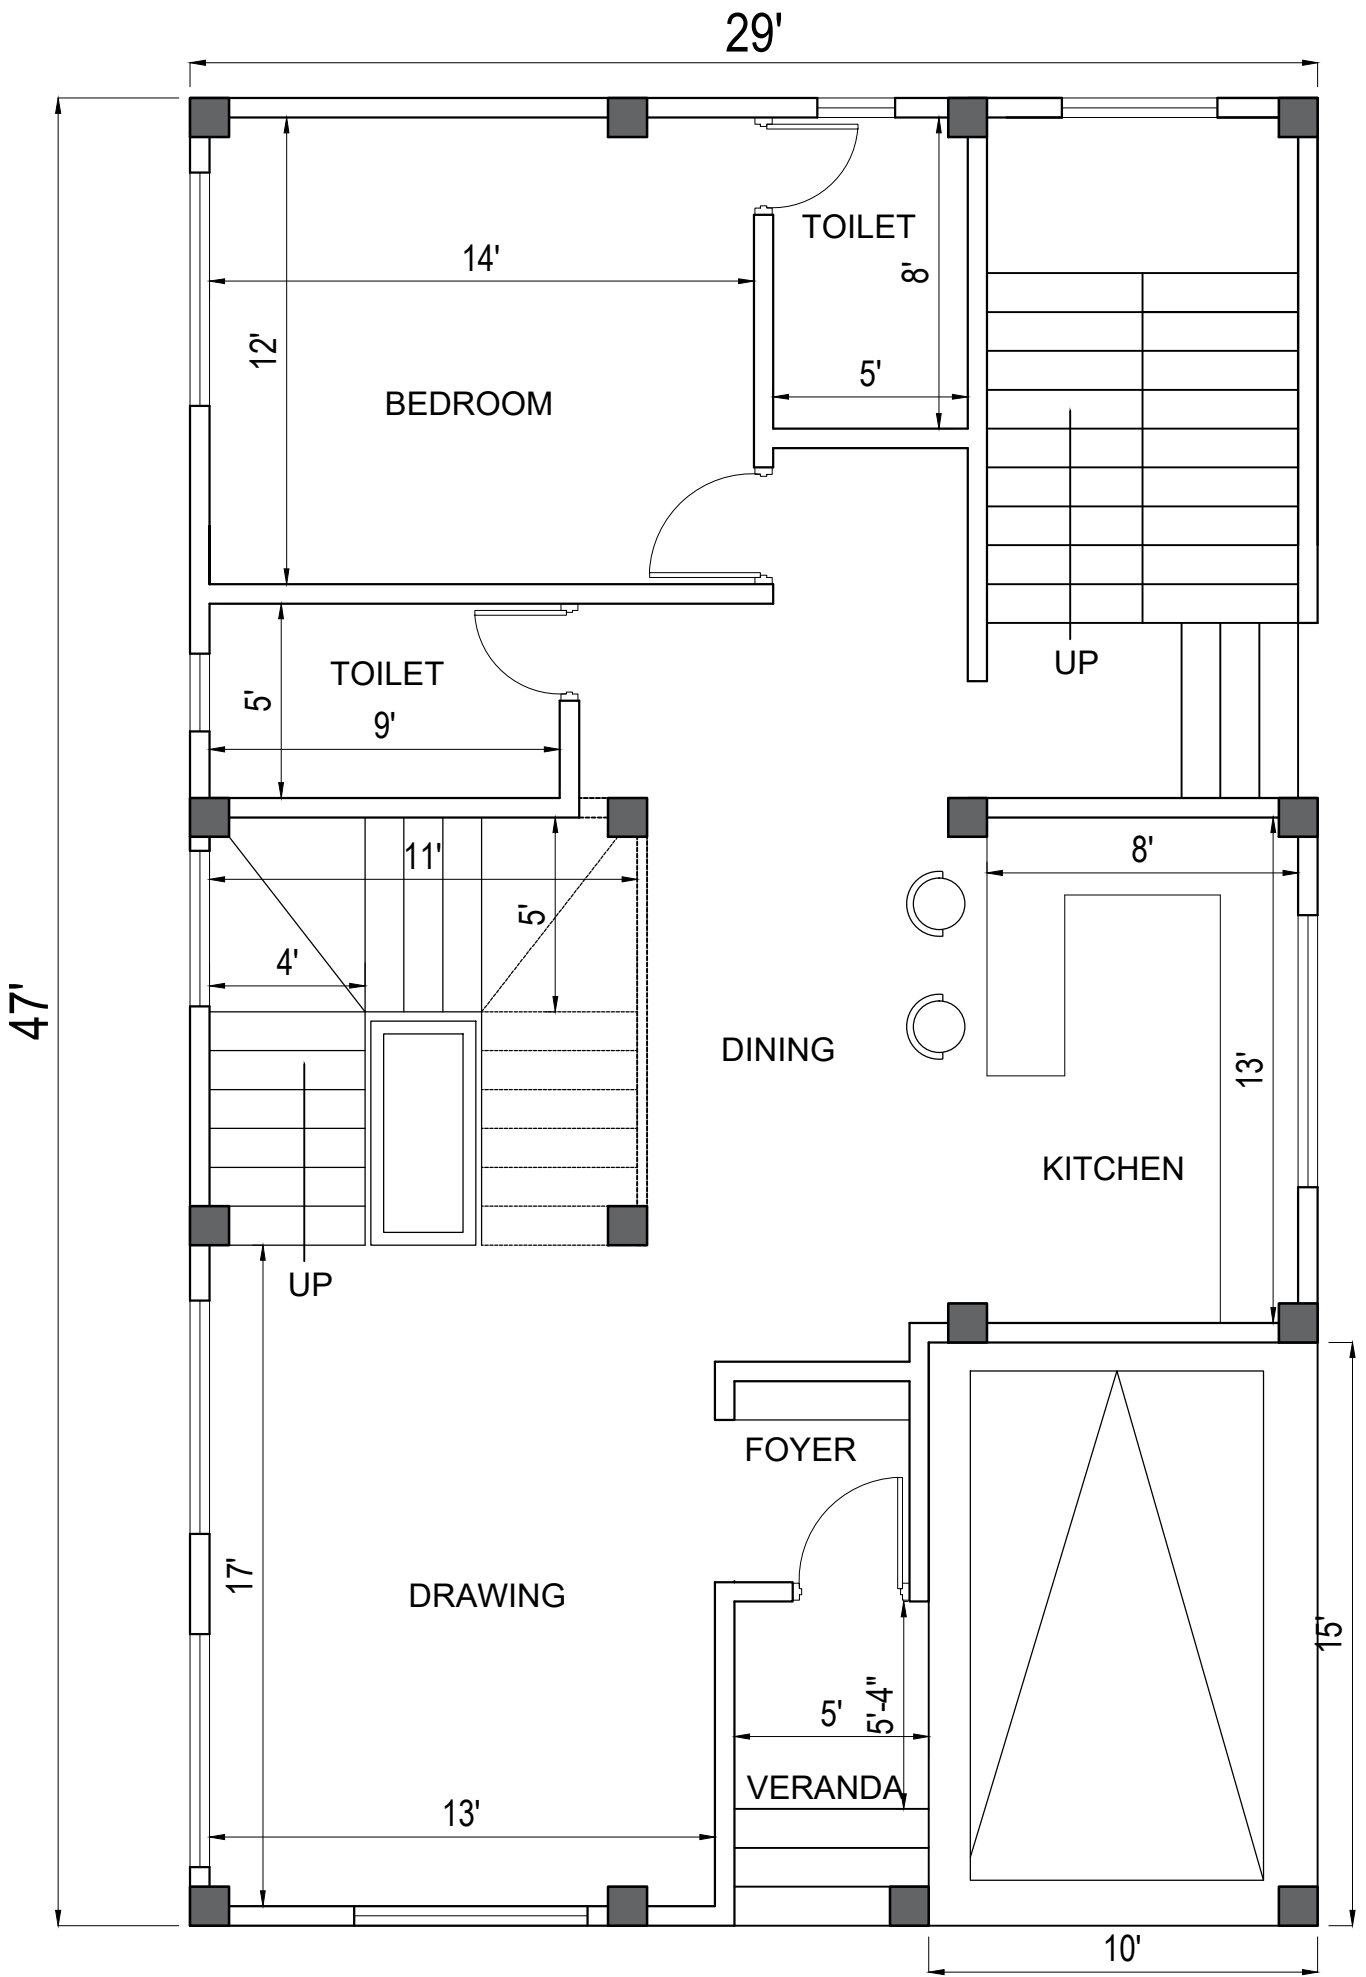 29'
TOILET
14'
8'
12'
5'
BEDROOM
UP
TOILET
5'
9'
11'
8'
5'
4'
47'
DINING
13'
KITCHEN
UP
FOYER
17'
DRAWING
15'
5'
5'-4"
VERANDA
13'
10'